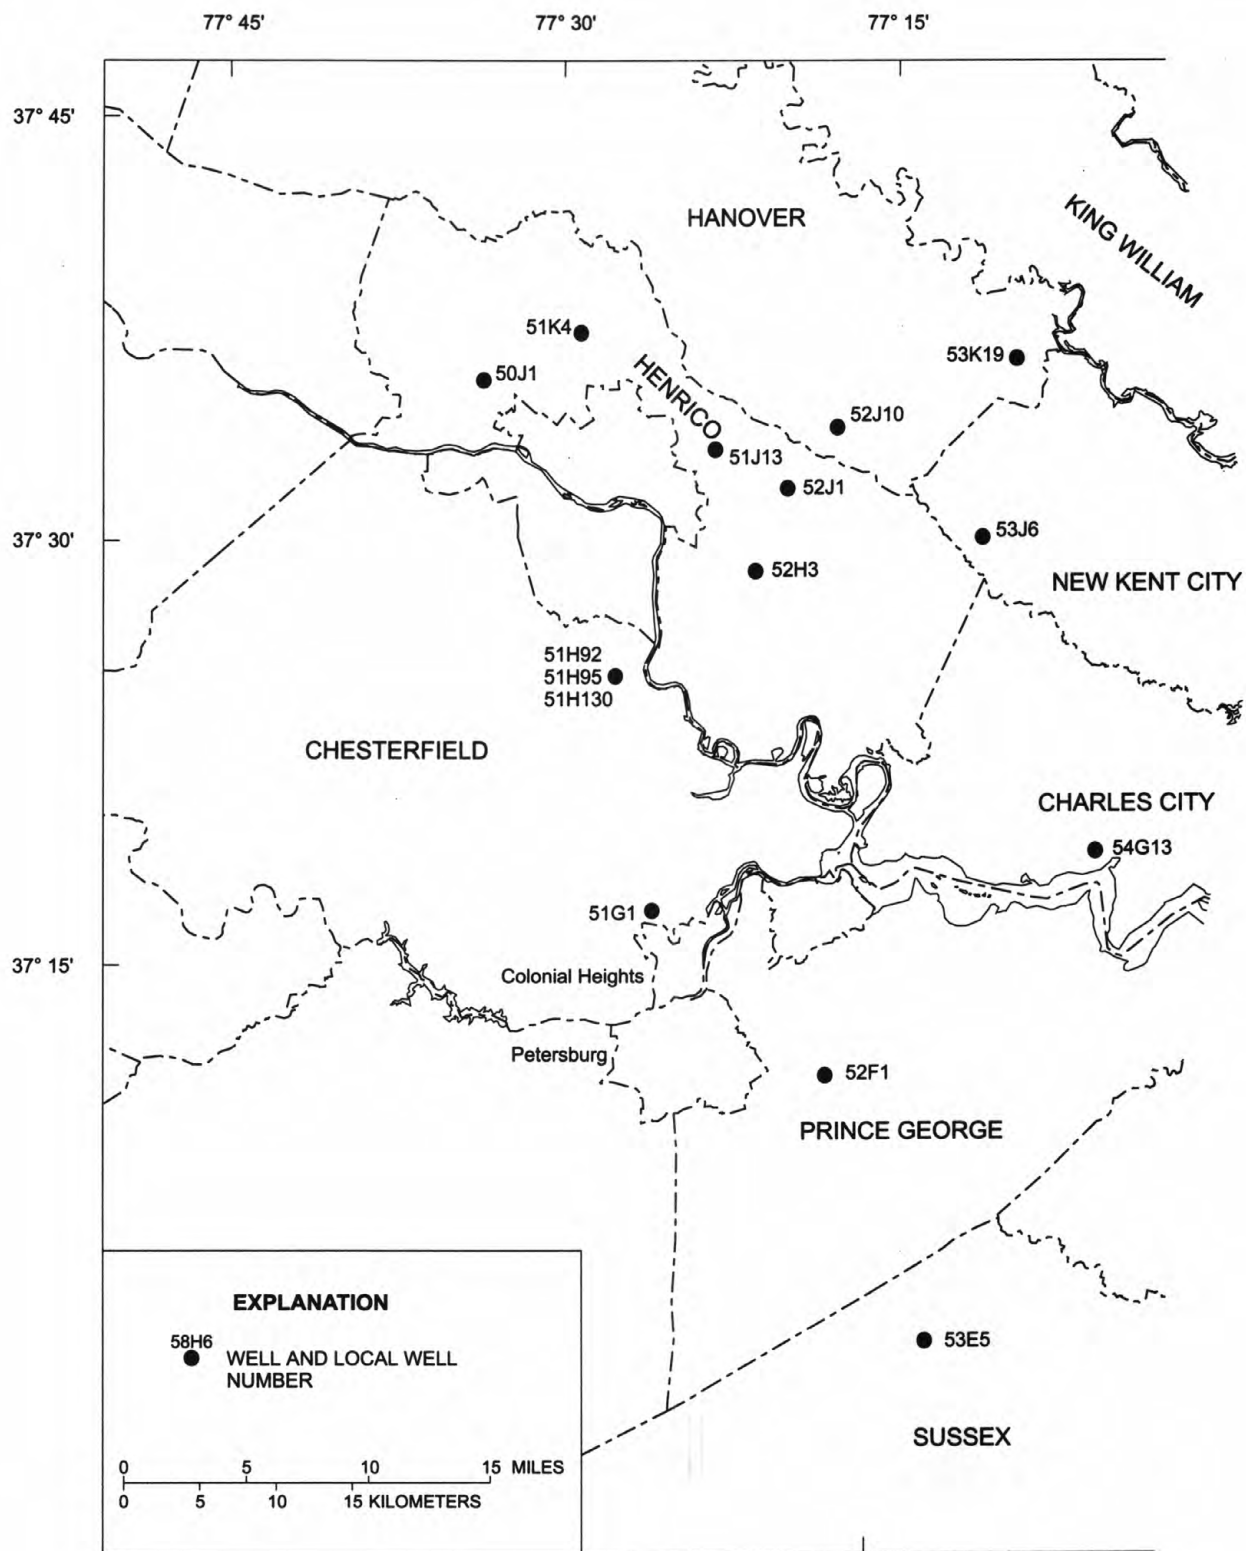 77° 45'
77° 30'
77° 15'
37° 45'
HANOVER
KING WILLIAM
51K4
53K19
50J1
HENRICO
52J10
51J13
52J1
37° 30'
53J6
52H3
NEW KENT CITY
51H92
51H95
51H130
CHESTERFIELD
CHARLES CITY
54G13
51G1
37° 15'
Colonial Heights
Petersburg
52F1
PRINCE GEORGE
EXPLANATION
58H6
WELL AND LOCAL WELL
NUMBER
53E5
SUSSEX
0 5 10 15 MILES
0 5 10 15 KILOMETERS